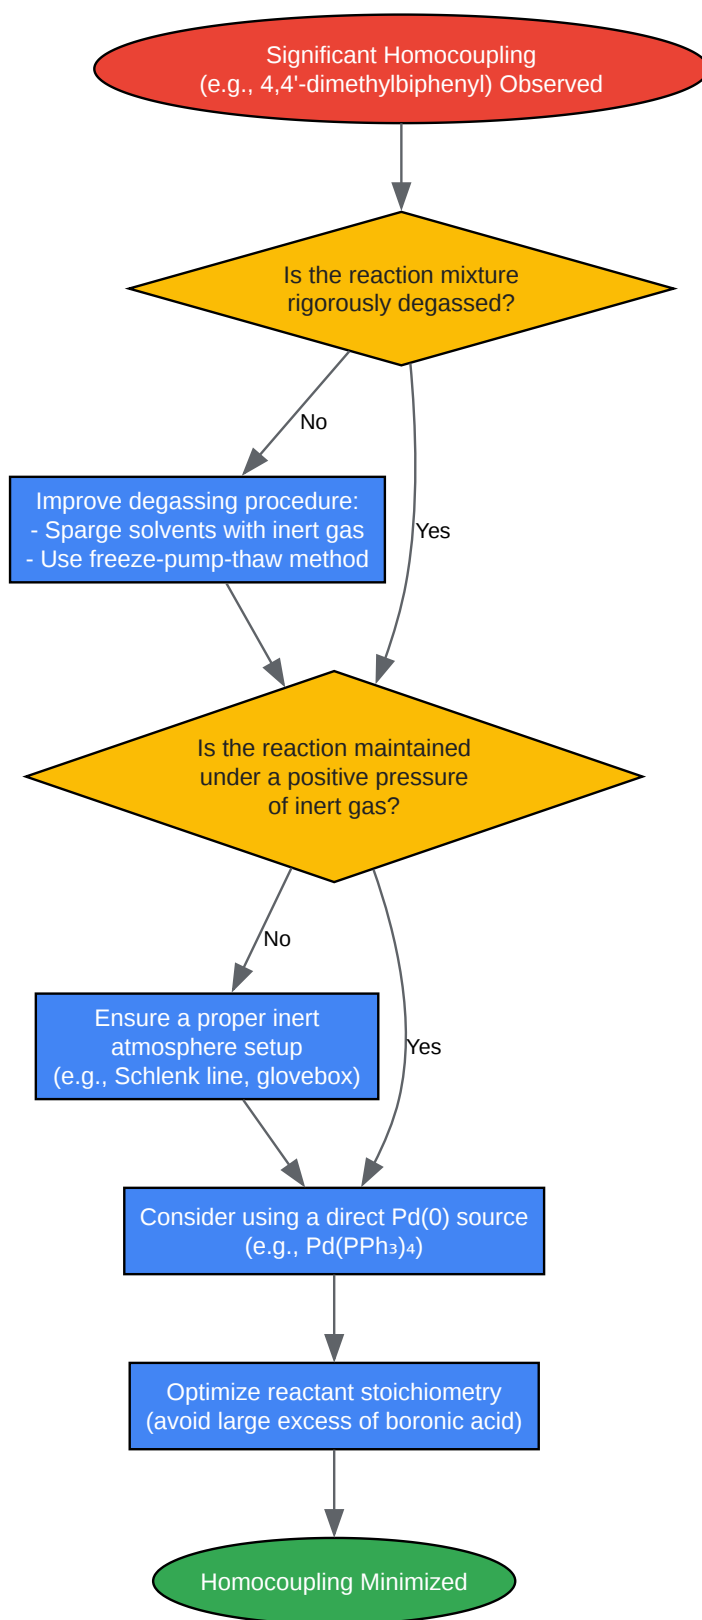 Significant Homocoupling
(e.g., 4,4'-dimethylbiphenyl) Observed
Is the reaction mixture
rigorously degassed?
No
Improve degassing procedure:
- Sparge solvents with inert gas
- Use freeze-pump-thaw method
Yes
Is the reaction maintained
under a positive pressure
of inert gas?
No
Ensure a proper inert
atmosphere setup
(e.g., Schlenk line, glovebox)
Yes
Consider using a direct Pd(0) source
(e.g., Pd(PPh₃)₄)
Optimize reactant stoichiometry
(avoid large excess of boronic acid)
Homocoupling Minimized